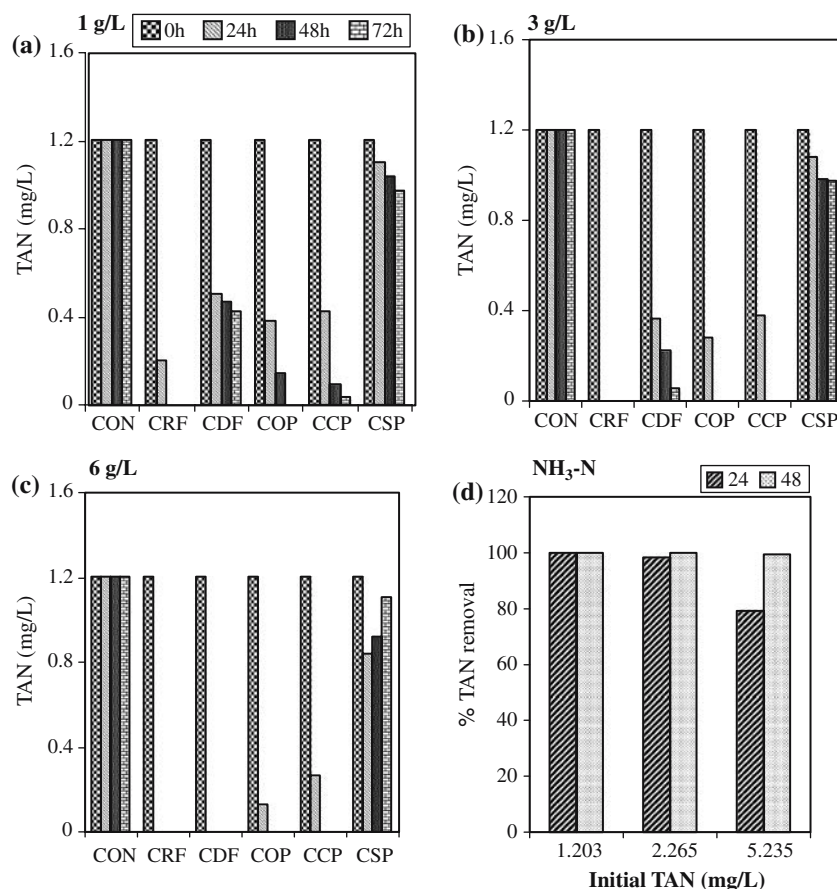 (a) 1 g/L
0h 24h 48h 72h
TAN (mg/L)
1.6
1.2
0.8
0.4
0
CON CRF CDF COP CCP CSP
(b) 3 g/L
TAN (mg/L)
1.6
1.2
0.8
0.4
0
CON CRF CDF COP CCP CSP
(c) 6 g/L
TAN (mg/L)
1.6
1.2
0.8
0.4
0
CON CRF CDF COP CCP CSP
(d) NH₃-N
24 48
% TAN removal
120
100
80
60
40
20
0
1.203 2.265 5.235
Initial TAN (mg/L)